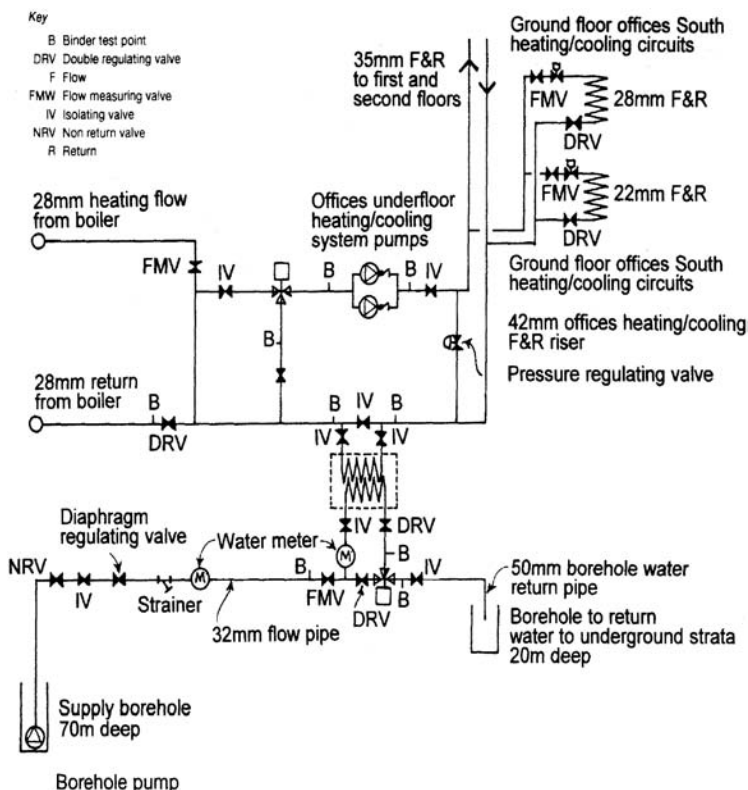 Key
B Binder test point
DRV Double regulating valve
F Flow
FMW Flow measuring valve
IV Isolating valve
NRV Non return valve
R Return
35mm F&R
to first and
second floors
Ground floor offices South
heating/cooling circuits
FMV
28mm F&R
DRV
FMV
22mm F&R
DRV
Ground floor offices South
heating/cooling circuits
28mm heating flow
from boiler
Offices underfloor
heating/cooling
system pumps
FMV
IV
B
B
IV
42mm offices heating/cooling
F&R riser
B
Pressure regulating valve
28mm return
from boiler
B
DRV
B
IV
B
IV
IV
Diaphragm
regulating valve
Water meter
IV
DRV
M
B
NRV
IV
Strainer
M
32mm flow pipe
B
FMV
DRV
B
IV
50mm borehole water
return pipe
Borehole to return
water to underground strata
20m deep
Supply borehole
70m deep
Borehole pump